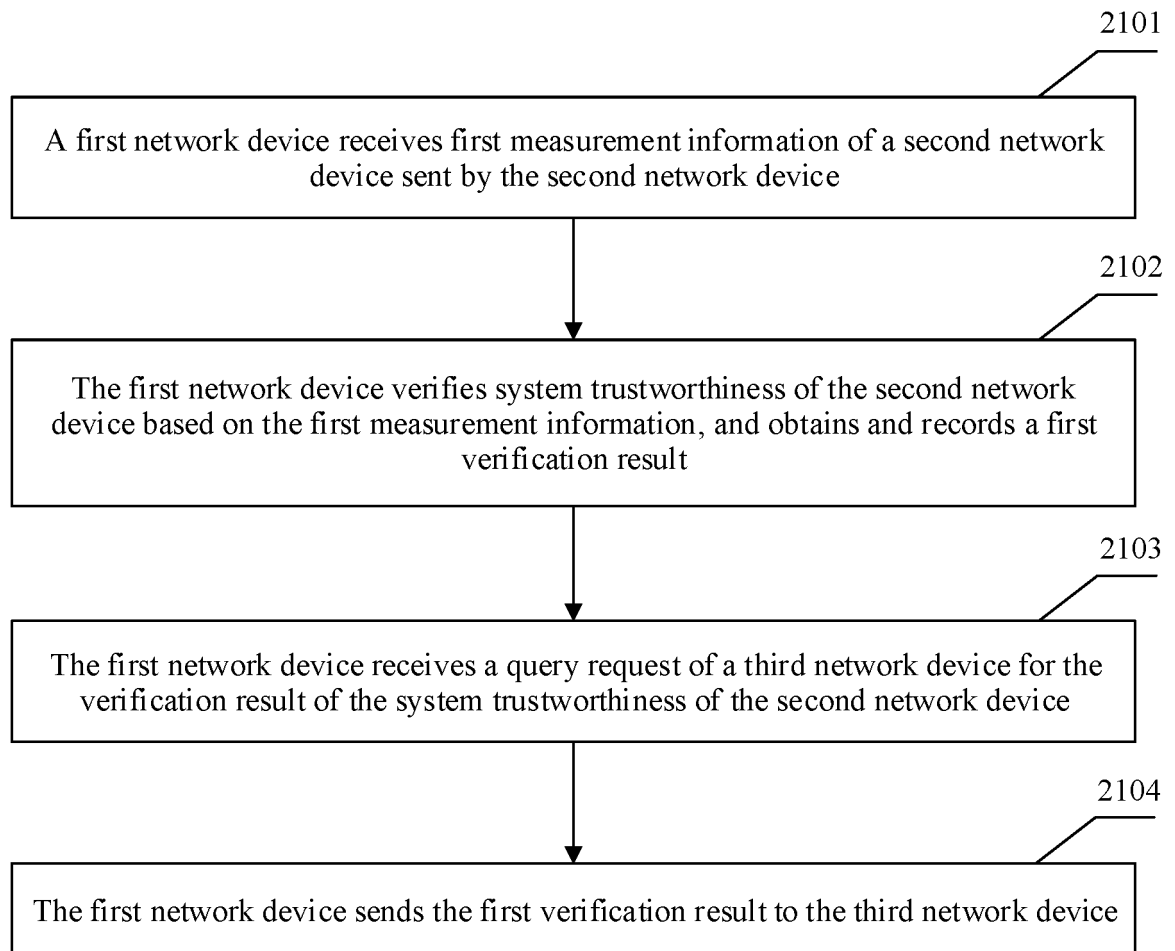 2101
A first network device receives first measurement information of a second network
device sent by the second network device
2102
The first network device verifies system trustworthiness of the second network
device based on the first measurement information, and obtains and records a first
verification result
2103
The first network device receives a query request of a third network device for the
verification result of the system trustworthiness of the second network device
2104
The first network device sends the first verification result to the third network device